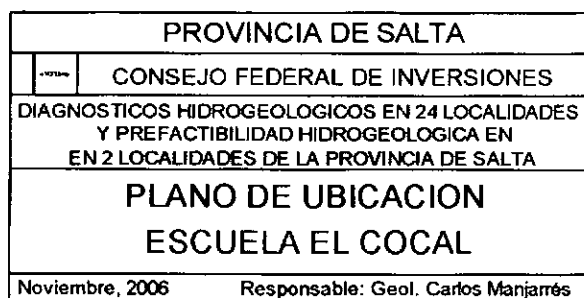 PROVINCIA DE SALTA
CONSEJO FEDERAL DE INVERSIONES
DIAGNOSTICOS HIDROGEOLOGICOS EN 24 LOCALIDADES
Y PREFACTIBILIDAD HIDROGEOLOGICA EN
EN 2 LOCALIDADES DE LA PROVINCIA DE SALTA
PLANO DE UBICACION
ESCUELA EL COCAL
Noviembre, 2006 Responsable: Geol. Carlos Manjarrés